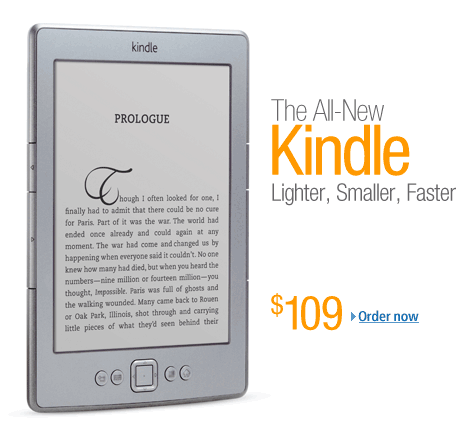 kindle
PROLOGUE
Though I often looked for one, I
finally had to admit that there could be no cure
for Paris. Part of it was the war. The world had
ended once already and could again at any
moment. The war had come and changed us by
happening when everyone said it couldn't. No one
knew how many had died, but when you heard the
numbers—nine million or fourteen million—you
thought, Impossible. Paris was full of ghosts and
the walking wounded. Many came back to Rouen
or Oak Park, Illinois, shot through and carrying
little pieces of what they'd seen behind their
The All-New
Kindle
Lighter, Smaller, Faster
$109 Order now